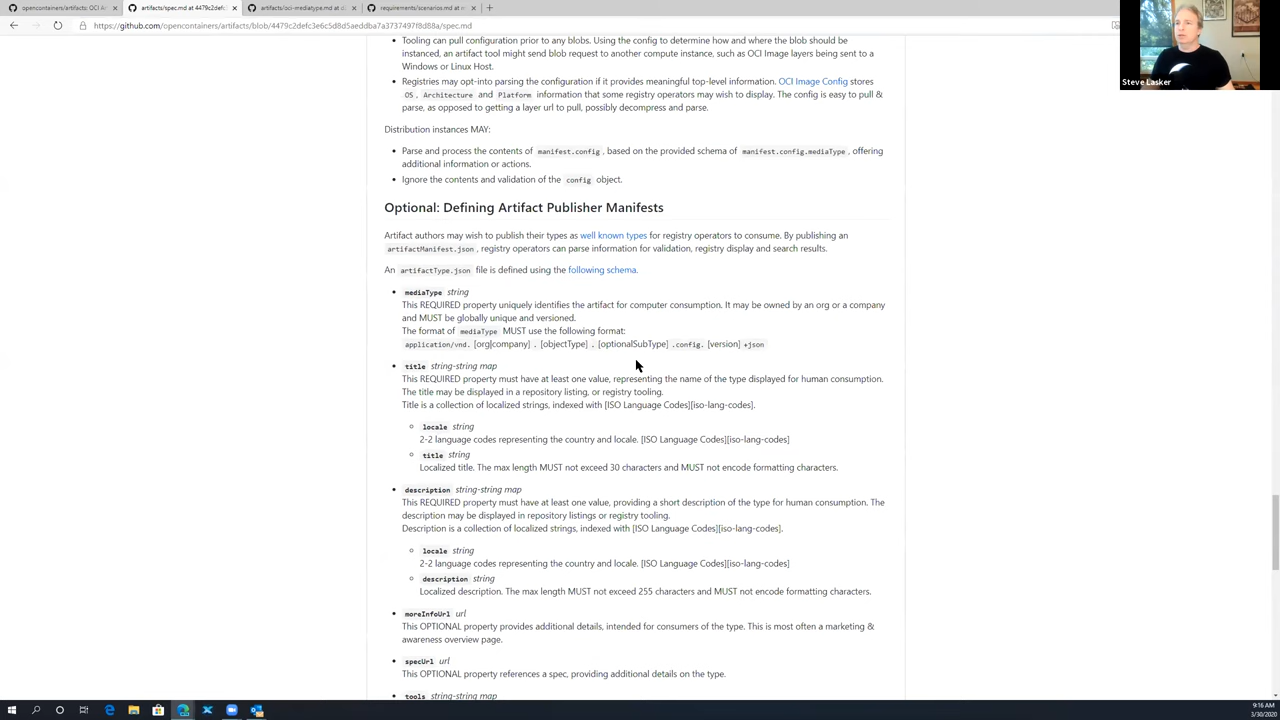 opencontainers/artifacts: OCI Ar
artifacts/spec.md at 4479c2defc
artifacts/oci-mediatype.md at c
requirements/scenarios.md at m
https://github.com/opencontainers/artifacts/blob/4479c2defc3e6c5d8d5aeddba7a3737497f8d88a/spec.md
Steve Lasker
• Tooling can pull configuration prior to any blobs. Using the config to determine how and where the blob should be
instanced, an artifact tool might send blob request to another compute instance, such as OCI Image layers being sent to a
Windows or Linux Host.
• Registries may opt-into parsing the configuration if it provides meaningful top-level information. OCI Image Config stores
OS, Architecture and Platform information that some registry operators may wish to display. The config is easy to pull &
parse, as opposed to getting a layer url to pull, possibly decompress and parse.
Distribution instances MAY:
• Parse and process the contents of manifest.config, based on the provided schema of manifest.config.mediaType, offering
additional information or actions.
• Ignore the contents and validation of the config object.
Optional: Defining Artifact Publisher Manifests
Artifact authors may wish to publish their types as well known types for registry operators to consume. By publishing an
artifactManifest.json, registry operators can parse information for validation, registry display and search results.
An artifactType.json file is defined using the following schema.
• mediaType string
This REQUIRED property uniquely identifies the artifact for computer consumption. It may be owned by an org or a company
and MUST be globally unique and versioned.
The format of mediaType MUST use the following format:
application/vnd. [org|company] . [objectType] . [optionalSubType] .config. [version] +json
• title string-string map
This REQUIRED property must have at least one value, representing the name of the type displayed for human consumption.
The title may be displayed in a repository listing, or registry tooling.
Title is a collection of localized strings, indexed with [ISO Language Codes][iso-lang-codes].
◦ locale string
2-2 language codes representing the country and locale. [ISO Language Codes][iso-lang-codes]
◦ title string
Localized title. The max length MUST not exceed 30 characters and MUST not encode formatting characters.
• description string-string map
This REQUIRED property must have at least one value, providing a short description of the type for human consumption. The
description may be displayed in repository listings or registry tooling.
Description is a collection of localized strings, indexed with [ISO Language Codes][iso-lang-codes].
◦ locale string
2-2 language codes representing the country and locale. [ISO Language Codes][iso-lang-codes]
◦ description string
Localized description. The max length MUST not exceed 255 characters and MUST not encode formatting characters.
• moreInfoUrl url
This OPTIONAL property provides additional details, intended for consumers of the type. This is most often a marketing &
awareness overview page.
• specUrl url
This OPTIONAL property references a spec, providing additional details on the type.
• tools string-string map
9:16 AM
3/30/2020